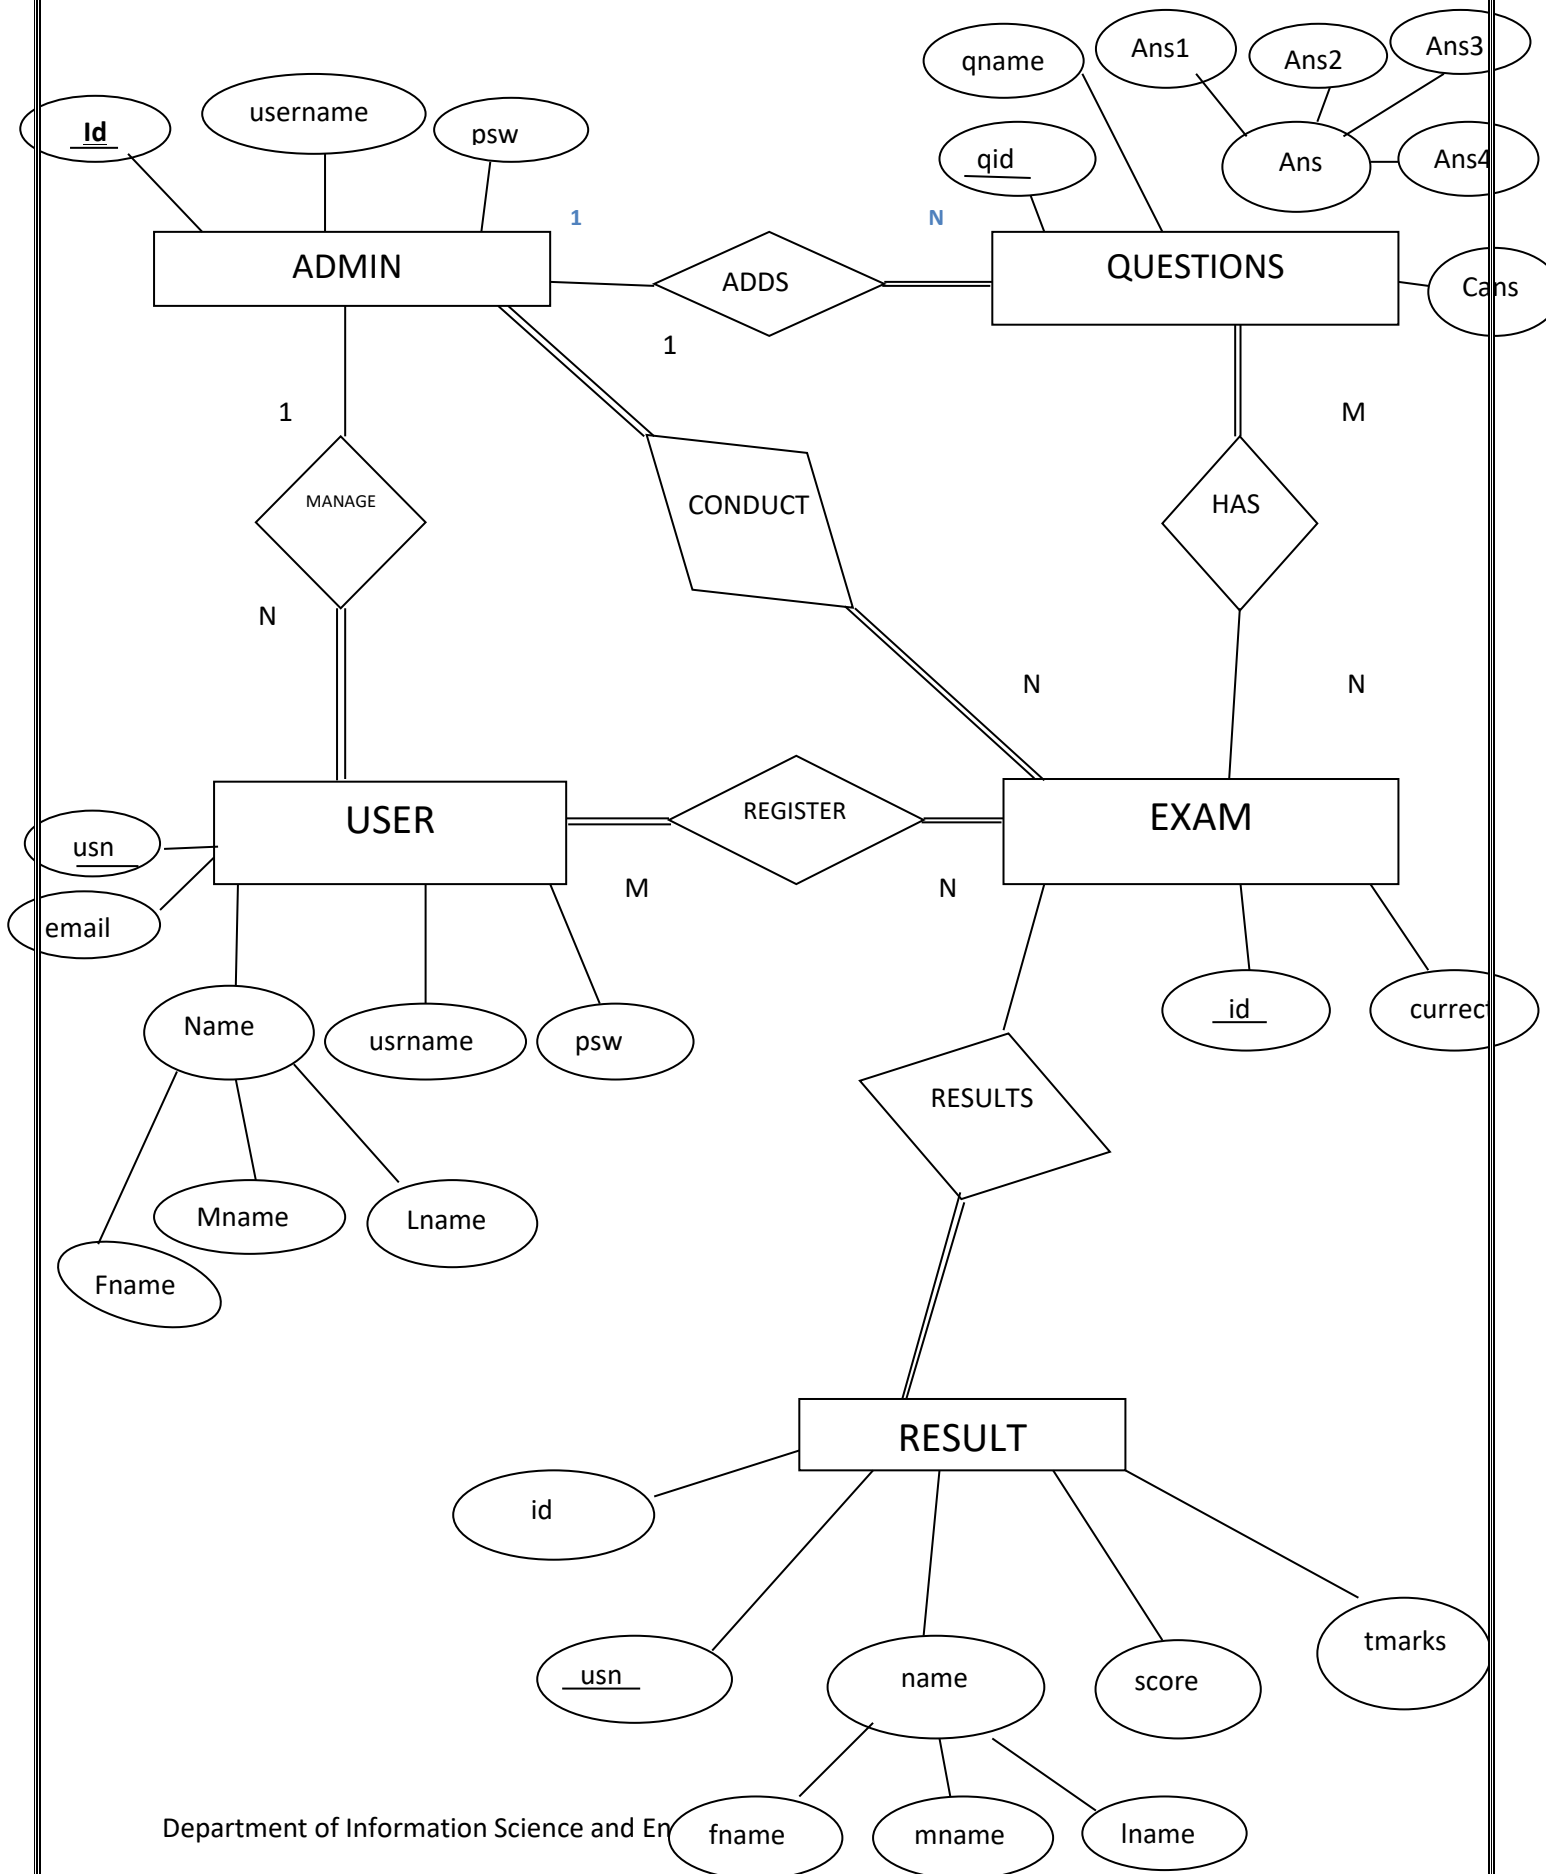 qname
Ans1
Ans2
Ans3
Id
username
psw
qid
Ans
Ans4
1
N
ADMIN
ADDS
QUESTIONS
Cans
1
1
M
MANAGE
CONDUCT
HAS
N
N
N
USER
REGISTER
EXAM
usn
M
N
email
Name
usrname
psw
id
currect
RESULTS
Mname
Lname
Fname
RESULT
id
usn
name
score
tmarks
Department of Information Science and En
fname
mname
lname